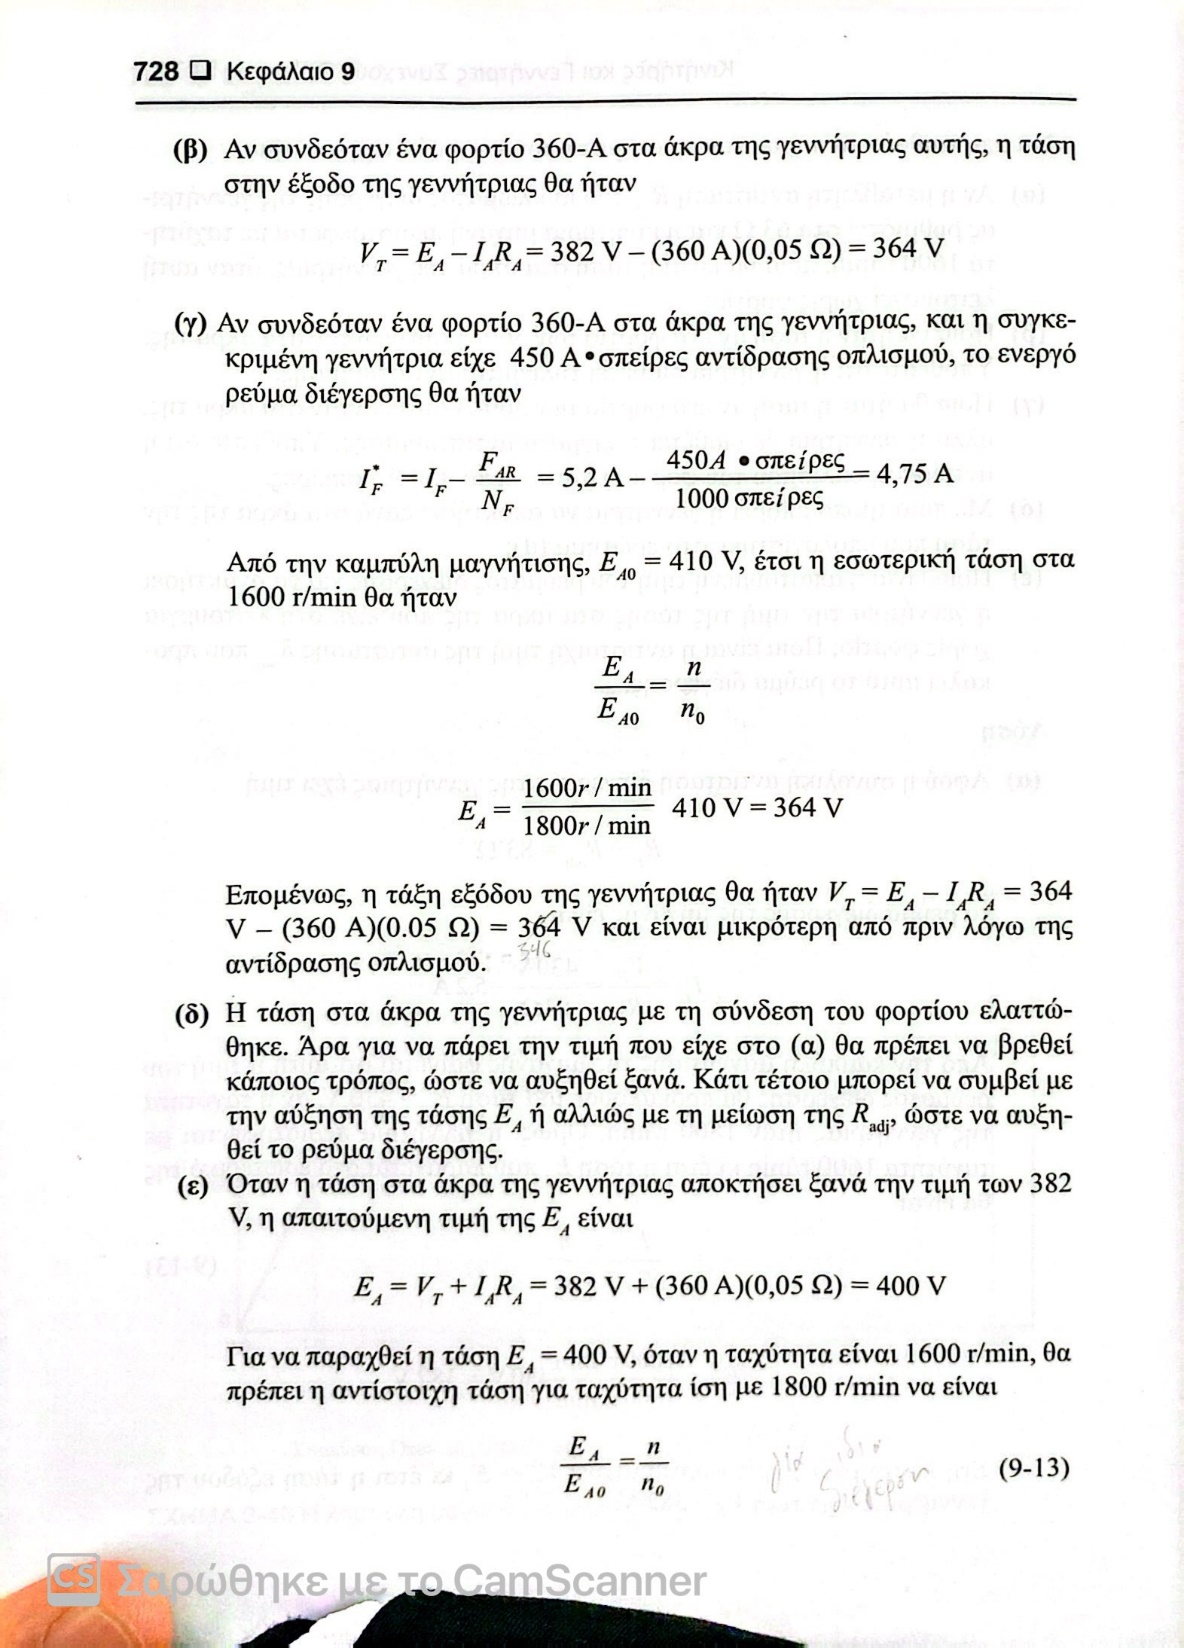 728 ❑ Κεφάλαιο 9
(β) Αν συνδεόταν ένα φορτίο 360-Α στα άκρα της γεννήτριας αυτής, η τάση
στην έξοδο της γεννήτριας θα ήταν
V_T = E_A – I_A R_A = 382 V – (360 A)(0,05 Ω) = 364 V
(γ) Αν συνδεόταν ένα φορτίο 360-Α στα άκρα της γεννήτριας, και η συγκε-
κριμένη γεννήτρια είχε 450 Α•σπείρες αντίδρασης οπλισμού, το ενεργό
ρεύμα διέγερσης θα ήταν
I_F^* = I_F – F_AR / N_F = 5,2 A – 450A • σπείρες / 1000 σπείρες = 4,75 A
Από την καμπύλη μαγνήτισης, E_A0 = 410 V, έτσι η εσωτερική τάση στα
1600 r/min θα ήταν
E_A / E_A0 = n / n_0
E_A = 1600r / min / 1800r / min 410 V = 364 V
Επομένως, η τάξη εξόδου της γεννήτριας θα ήταν V_T = E_A – I_A R_A = 364
V – (360 A)(0.05 Ω) = 364 V και είναι μικρότερη από πριν λόγω της
346
αντίδρασης οπλισμού.
(δ) Η τάση στα άκρα της γεννήτριας με τη σύνδεση του φορτίου ελαττώ-
θηκε. Άρα για να πάρει την τιμή που είχε στο (α) θα πρέπει να βρεθεί
κάποιος τρόπος, ώστε να αυξηθεί ξανά. Κάτι τέτοιο μπορεί να συμβεί με
την αύξηση της τάσης E_A ή αλλιώς με τη μείωση της R_adj, ώστε να αυξη-
θεί το ρεύμα διέγερσης.
(ε) Όταν η τάση στα άκρα της γεννήτριας αποκτήσει ξανά την τιμή των 382
V, η απαιτούμενη τιμή της E_A είναι
E_A = V_T + I_A R_A = 382 V + (360 A)(0,05 Ω) = 400 V
Για να παραχθεί η τάση E_A = 400 V, όταν η ταχύτητα είναι 1600 r/min, θα
πρέπει η αντίστοιχη τάση για ταχύτητα ίση με 1800 r/min να είναι
E_A / E_A0 = n / n_0 (9-13)
για ίδια
διέγερση
CS Σαρώθηκε με το CamScanner